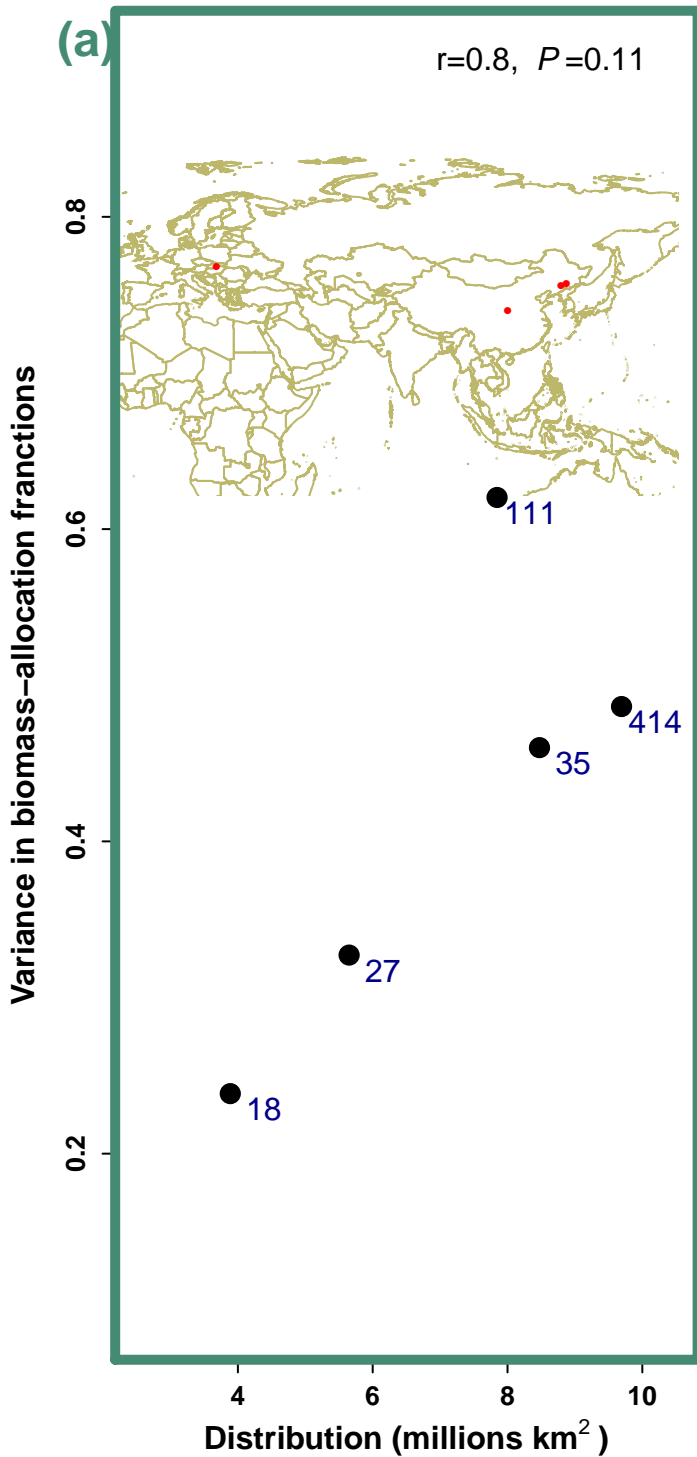 (a)
r=0.8, P=0.11
0.8
0.6
0.4
0.2
Variance in biomass−allocation franctions
111
414
35
27
18
4 6 8 10
Distribution (millions km²)